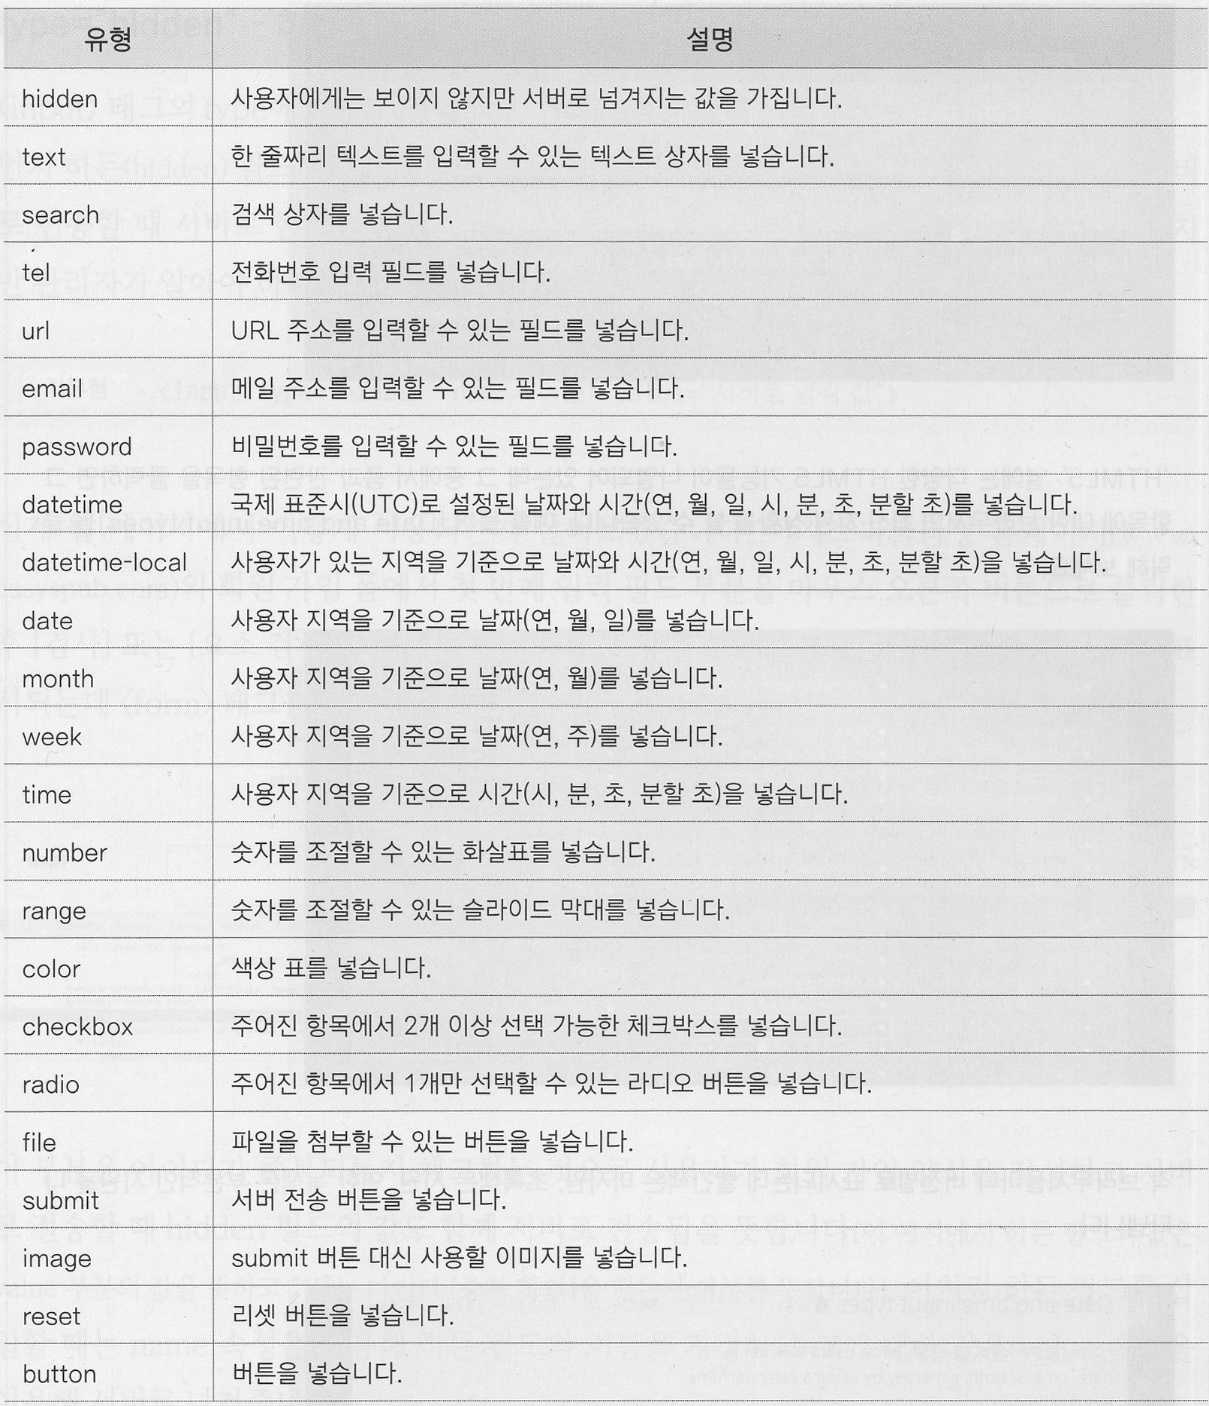 유형 설명
hidden 사용자에게는 보이지 않지만 서버로 넘겨지는 값을 가집니다.
text 한 줄짜리 텍스트를 입력할 수 있는 텍스트 상자를 넣습니다.
search 검색 상자를 넣습니다.
tel 전화번호 입력 필드를 넣습니다.
url URL 주소를 입력할 수 있는 필드를 넣습니다.
email 메일 주소를 입력할 수 있는 필드를 넣습니다.
password 비밀번호를 입력할 수 있는 필드를 넣습니다.
datetime 국제 표준시(UTC)로 설정된 날짜와 시간(연, 월, 일, 시, 분, 초, 분할 초)를 넣습니다.
datetime-local 사용자가 있는 지역을 기준으로 날짜와 시간(연, 월, 일, 시, 분, 초, 분할 초)을 넣습니다.
date 사용자 지역을 기준으로 날짜(연, 월, 일)를 넣습니다.
month 사용자 지역을 기준으로 날짜(연, 월)를 넣습니다.
week 사용자 지역을 기준으로 날짜(연, 주)를 넣습니다.
time 사용자 지역을 기준으로 시간(시, 분, 초, 분할 초)을 넣습니다.
number 숫자를 조절할 수 있는 화살표를 넣습니다.
range 숫자를 조절할 수 있는 슬라이드 막대를 넣습니다.
color 색상 표를 넣습니다.
checkbox 주어진 항목에서 2개 이상 선택 가능한 체크박스를 넣습니다.
radio 주어진 항목에서 1개만 선택할 수 있는 라디오 버튼을 넣습니다.
file 파일을 첨부할 수 있는 버튼을 넣습니다.
submit 서버 전송 버튼을 넣습니다.
image submit 버튼 대신 사용할 이미지를 넣습니다.
reset 리셋 버튼을 넣습니다.
button 버튼을 넣습니다.